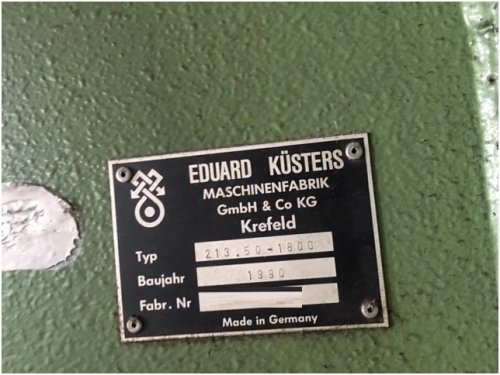 EDUARD KÜSTERS
MASCHINENFABRIK
GmbH & Co KG
Krefeld
Typ 213.50-1800
Baujahr 1990
Fabr. Nr
Made in Germany